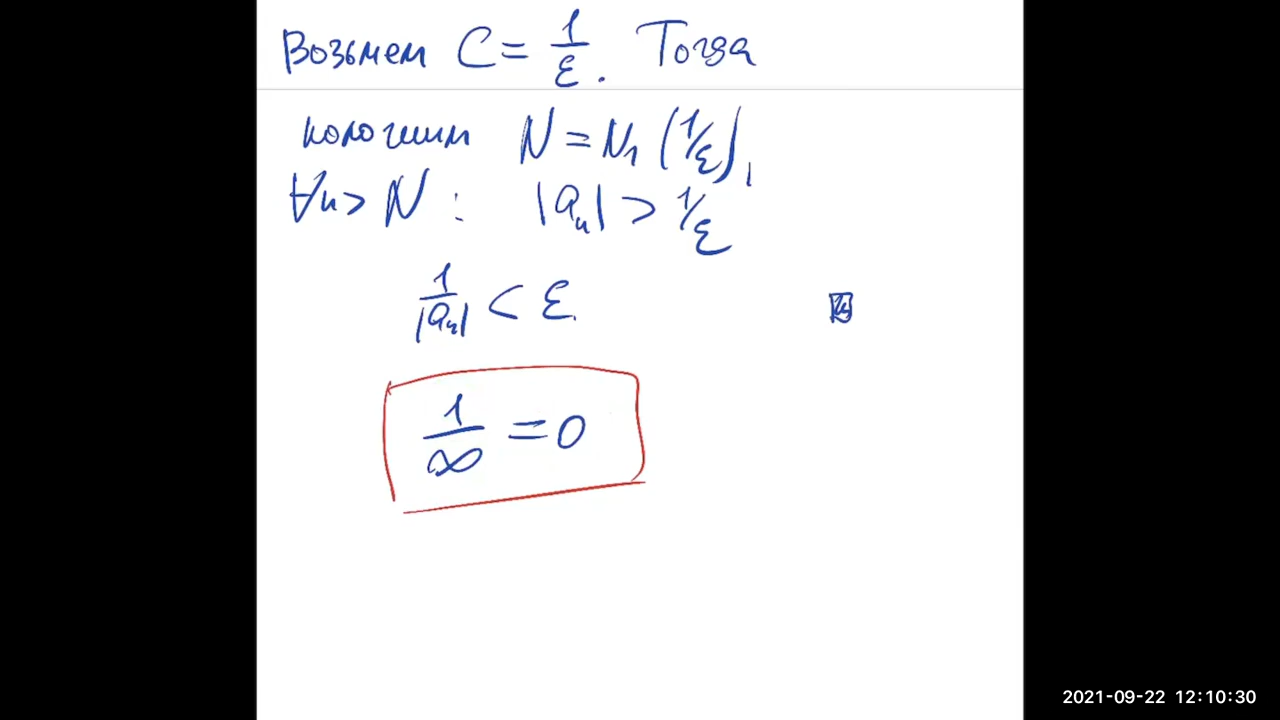 Возьмем C = 1/ε. Тогда
положим N = N₁(1/ε),
∀n > N : |aₙ| > 1/ε
1/|aₙ| < ε.
1/∞ = 0
2021-09-22 12:10:30